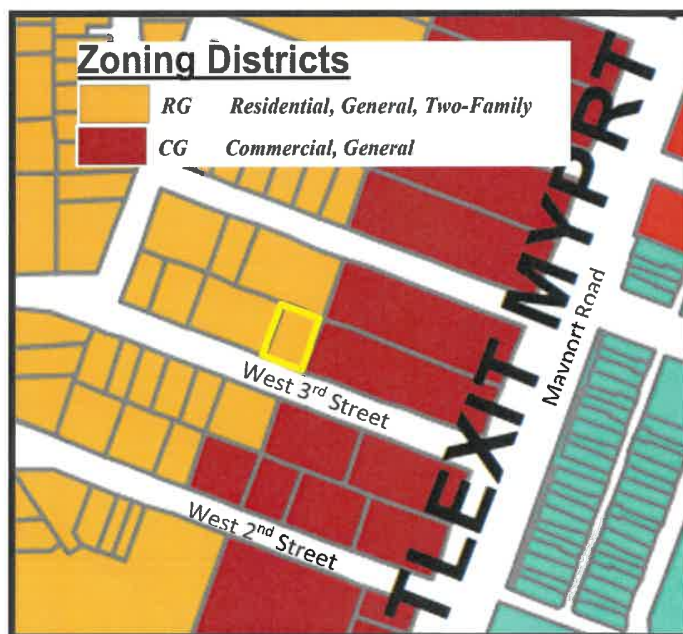 Zoning Districts
RG Residential, General, Two-Family
CG Commercial, General
TLEXIT MYPRT
Mayport Road
West 3rd Street
West 2nd Street